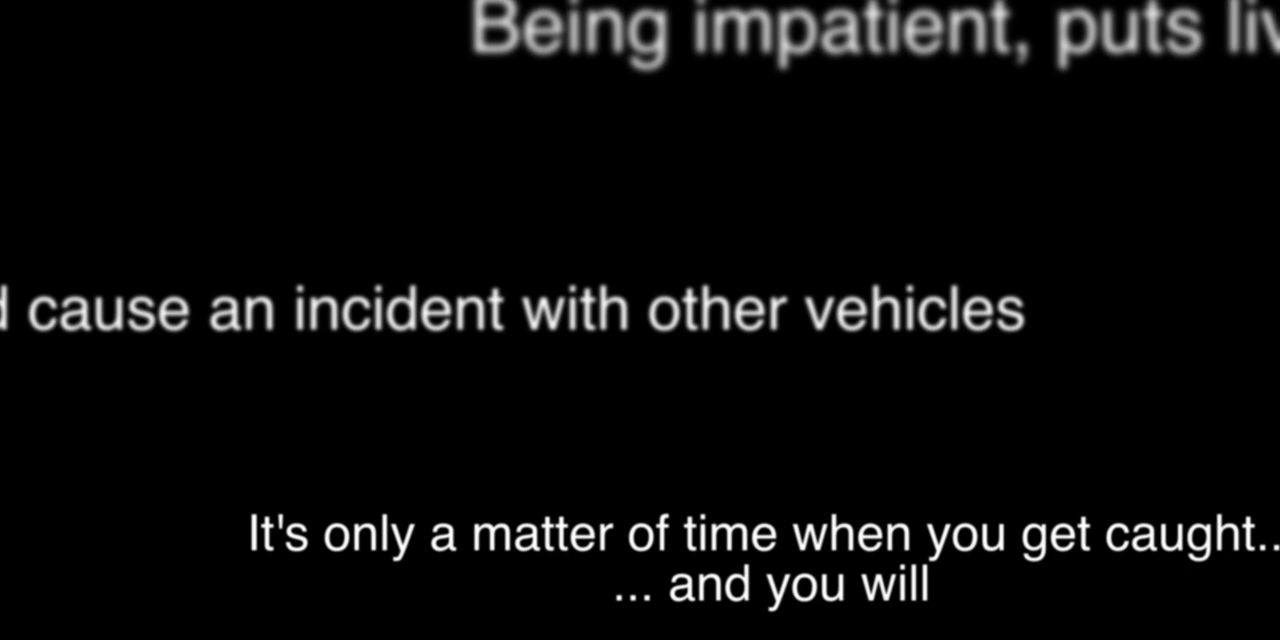 Being impatient, puts
cause an incident with other vehicles
It's only a matter of time when you get caught..
... and you will